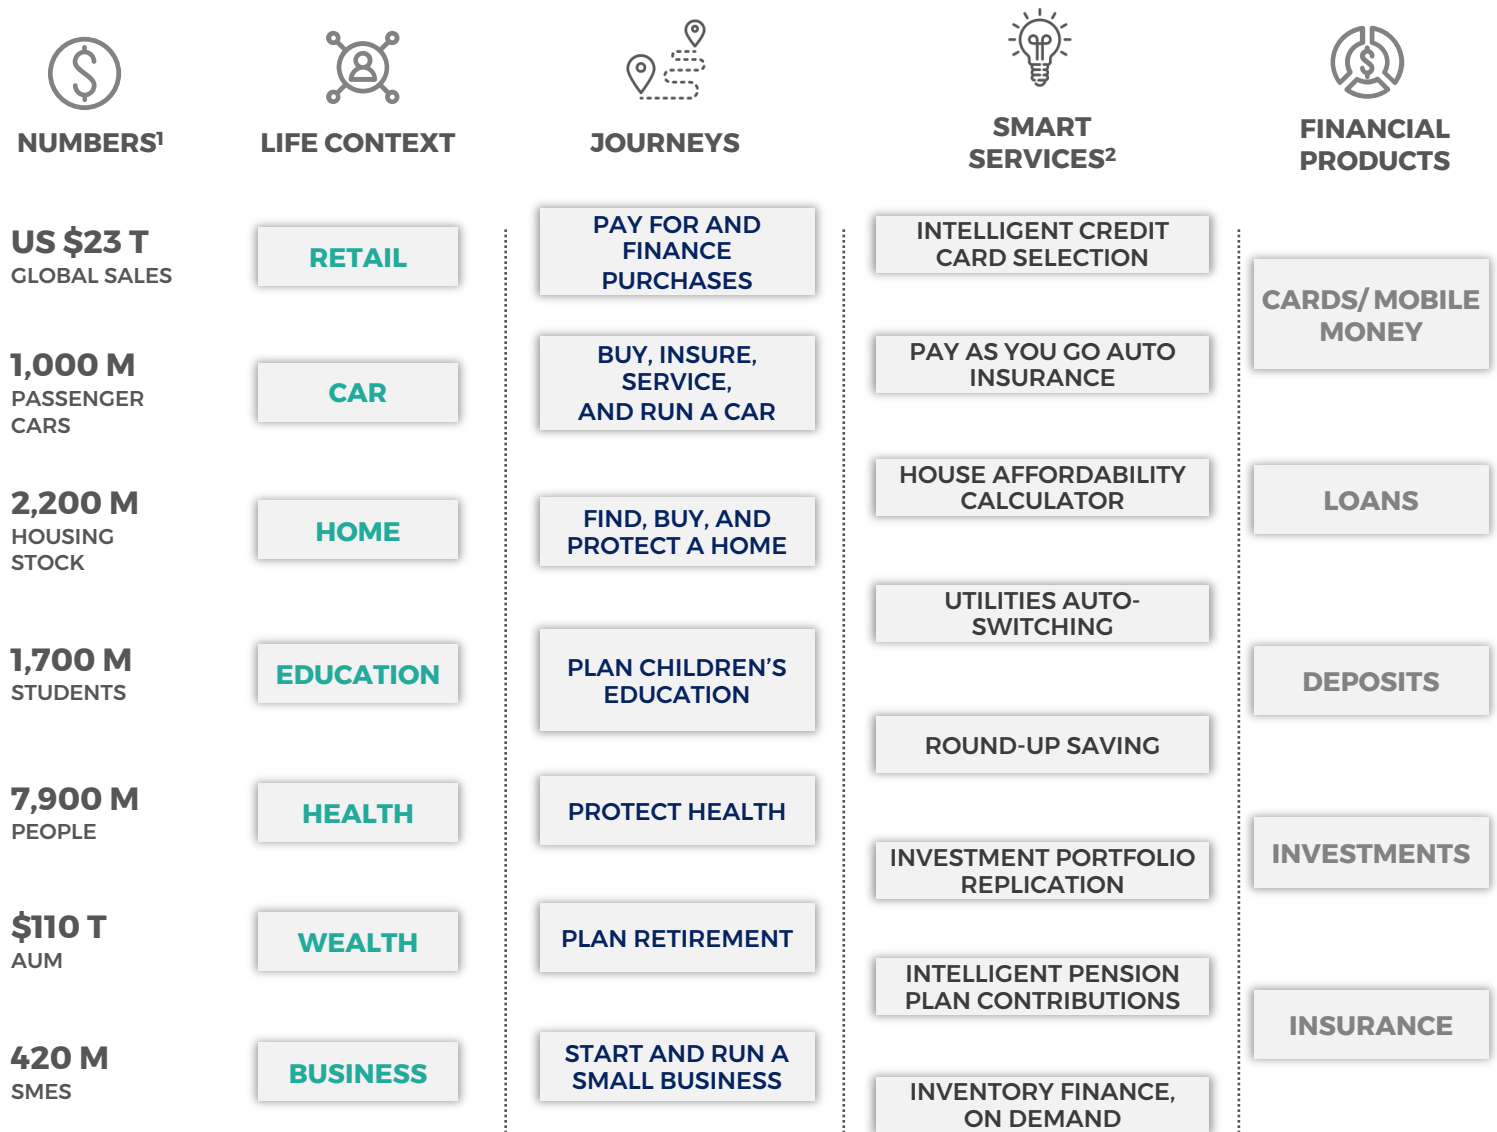 NUMBERS¹
LIFE CONTEXT
JOURNEYS
SMART
SERVICES²
FINANCIAL
PRODUCTS
US $23 T
GLOBAL SALES
1,000 M
PASSENGER
CARS
2,200 M
HOUSING
STOCK
1,700 M
STUDENTS
7,900 M
PEOPLE
$110 T
AUM
420 M
SMES
RETAIL
CAR
HOME
EDUCATION
HEALTH
WEALTH
BUSINESS
PAY FOR AND
FINANCE
PURCHASES
BUY, INSURE,
SERVICE,
AND RUN A CAR
FIND, BUY, AND
PROTECT A HOME
PLAN CHILDREN’S
EDUCATION
PROTECT HEALTH
PLAN RETIREMENT
START AND RUN A
SMALL BUSINESS
INTELLIGENT CREDIT
CARD SELECTION
PAY AS YOU GO AUTO
INSURANCE
HOUSE AFFORDABILITY
CALCULATOR
UTILITIES AUTO-
SWITCHING
ROUND-UP SAVING
INVESTMENT PORTFOLIO
REPLICATION
INTELLIGENT PENSION
PLAN CONTRIBUTIONS
INVENTORY FINANCE,
ON DEMAND
CARDS/ MOBILE
MONEY
LOANS
DEPOSITS
INVESTMENTS
INSURANCE